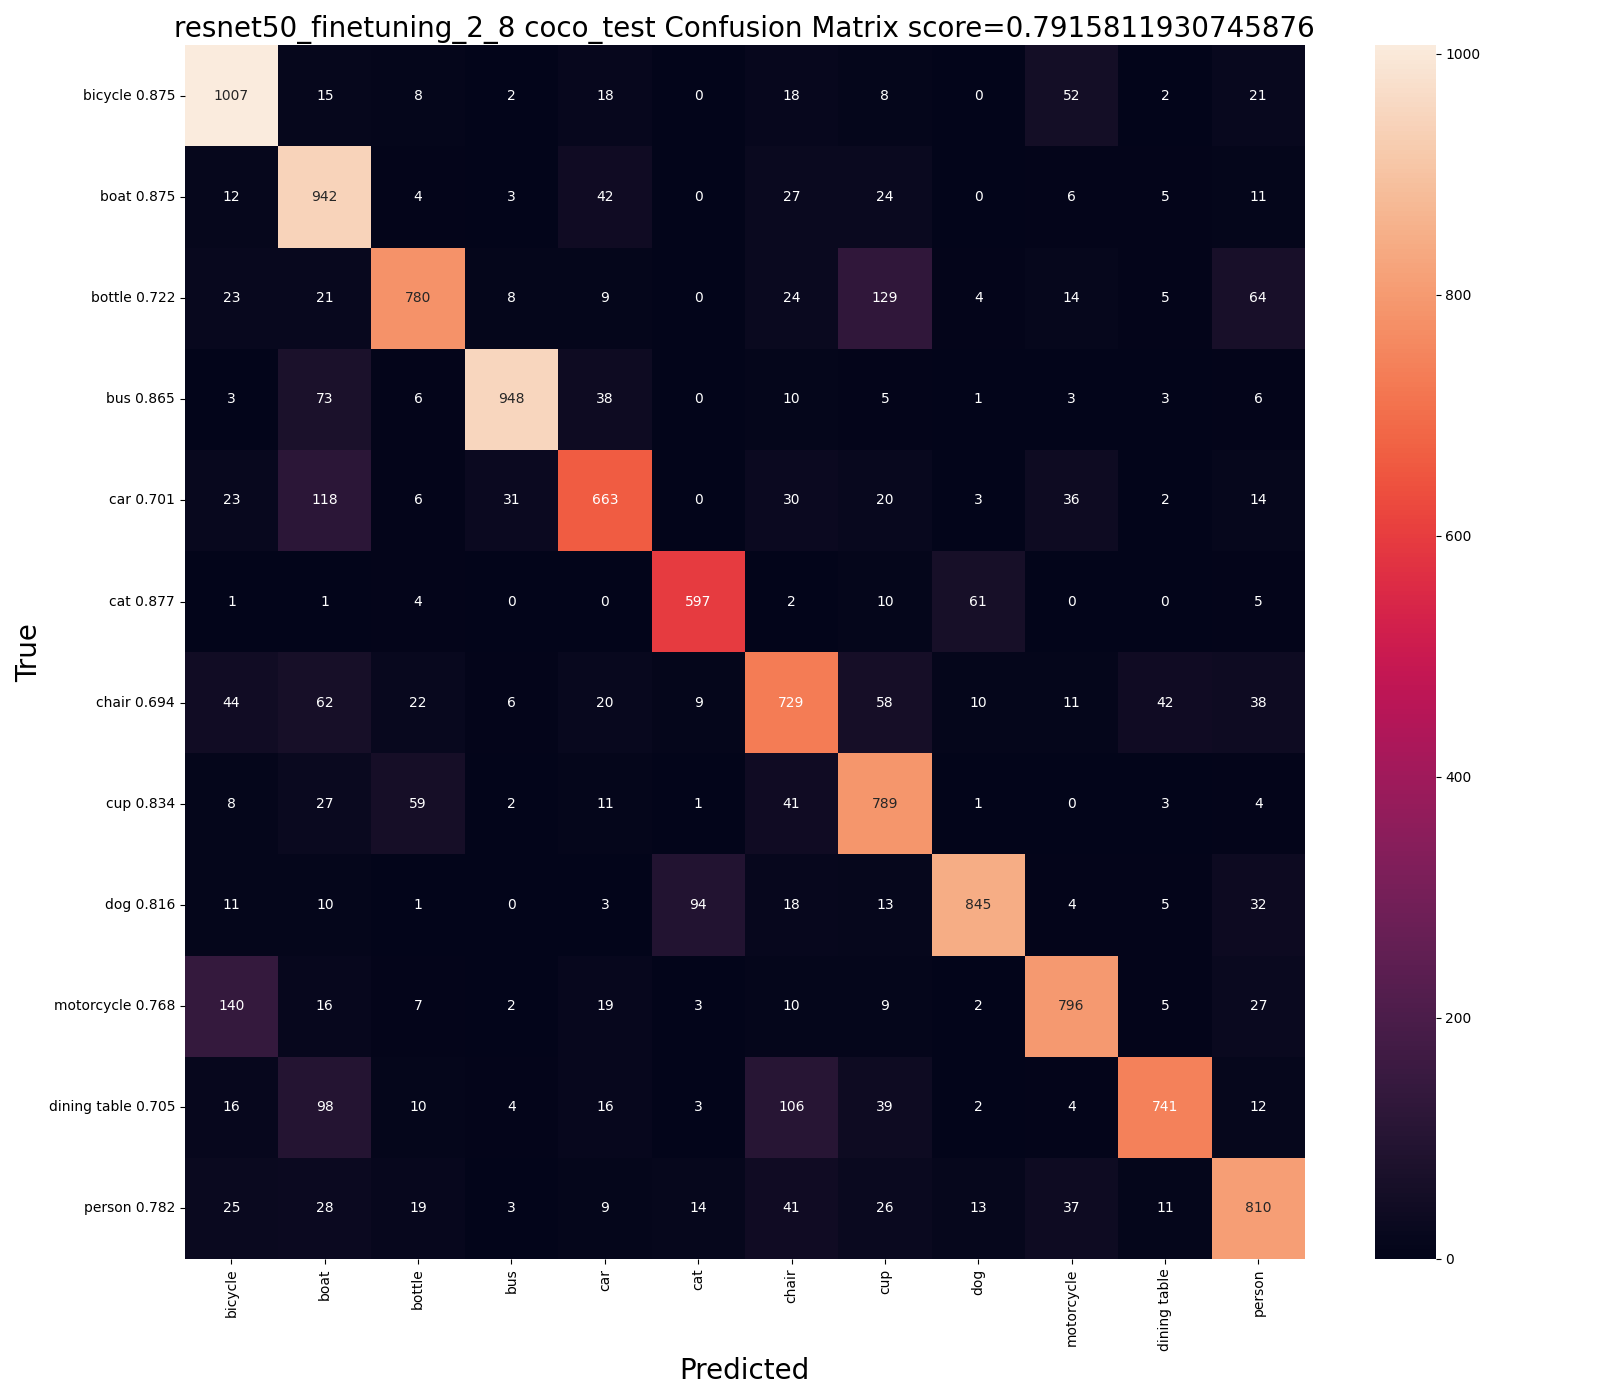 resnet50_finetuning_2_8 coco_test Confusion Matrix score=0.7915811930745876
bicycle 0.875 1007 15 8 2 18 0 18 8 0 52 2 21
boat 0.875 12 942 4 3 42 0 27 24 0 6 5 11
bottle 0.722 23 21 780 8 9 0 24 129 4 14 5 64
bus 0.865 3 73 6 948 38 0 10 5 1 3 3 6
car 0.701 23 118 6 31 663 0 30 20 3 36 2 14
cat 0.877 1 1 4 0 0 597 2 10 61 0 0 5
chair 0.694 44 62 22 6 20 9 729 58 10 11 42 38
cup 0.834 8 27 59 2 11 1 41 789 1 0 3 4
dog 0.816 11 10 1 0 3 94 18 13 845 4 5 32
motorcycle 0.768 140 16 7 2 19 3 10 9 2 796 5 27
dining table 0.705 16 98 10 4 16 3 106 39 2 4 741 12
person 0.782 25 28 19 3 9 14 41 26 13 37 11 810
bicycle boat bottle bus car cat chair cup dog motorcycle dining table person
True
Predicted
1000
800
600
400
200
0